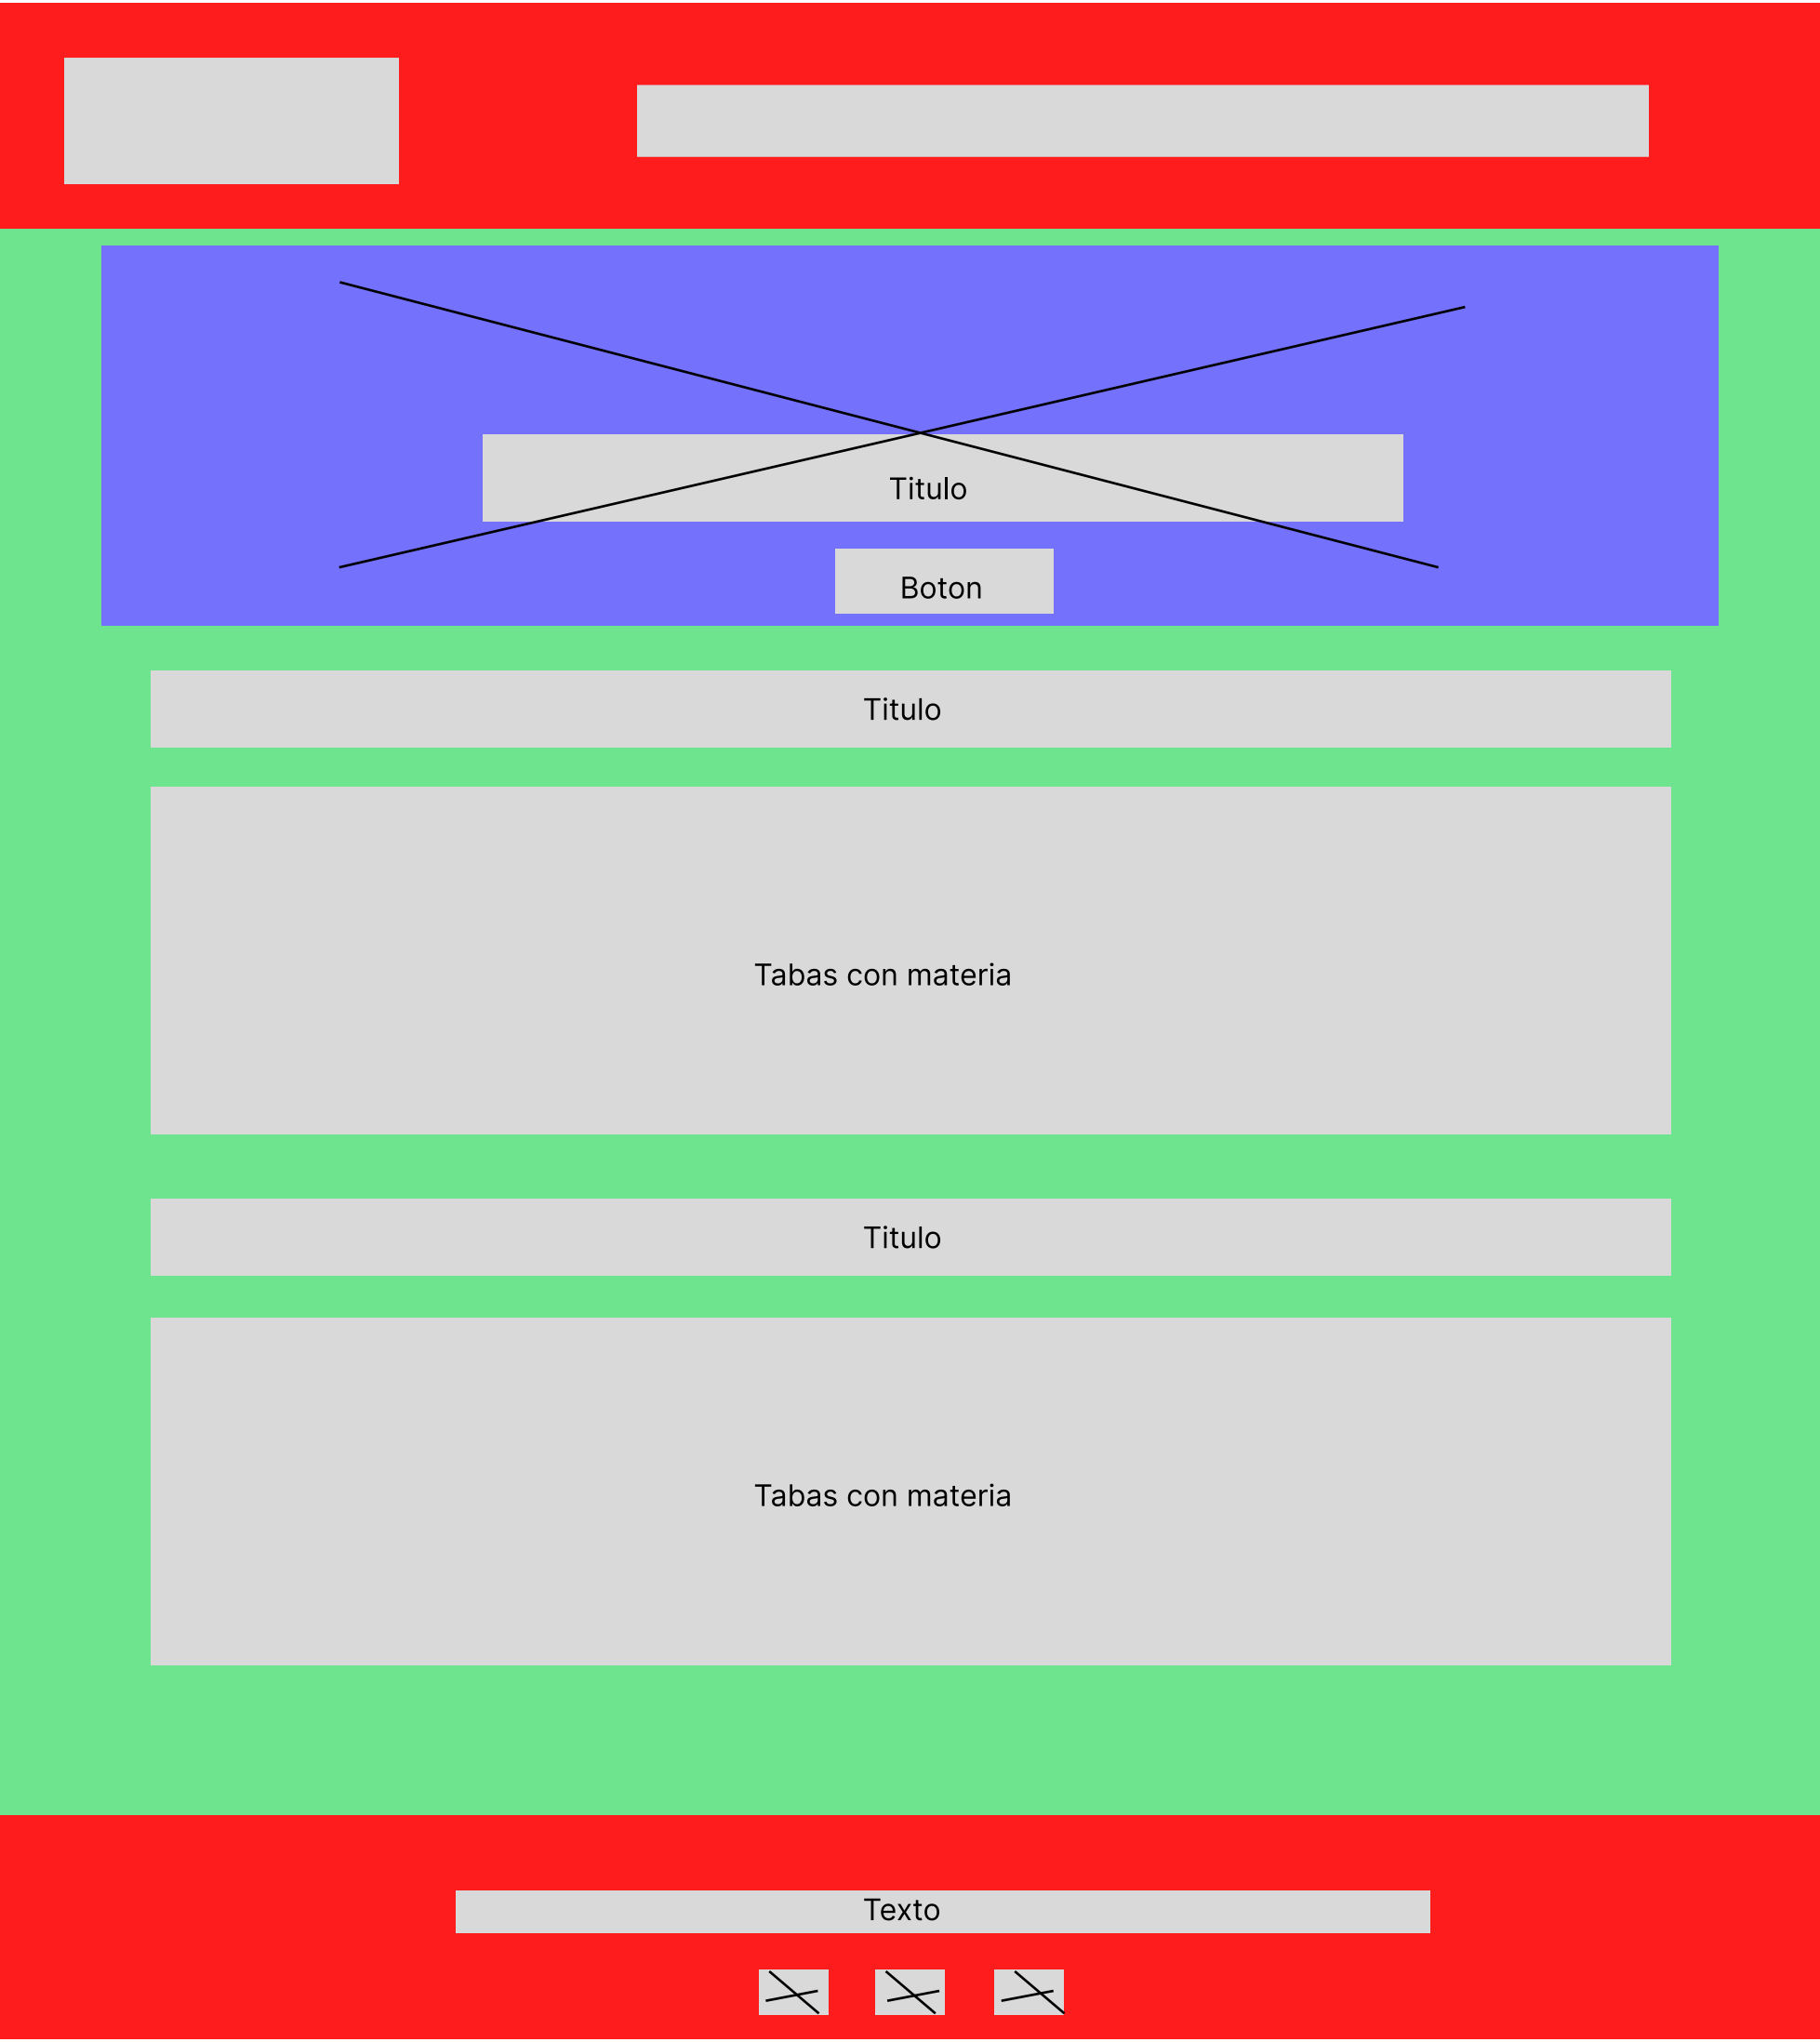 Titulo
Boton
Titulo
Tabas con materia
Titulo
Tabas con materia
Texto